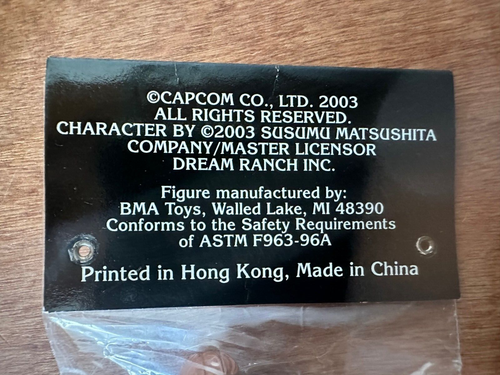 ©CAPCOM CO., LTD. 2003
ALL RIGHTS RESERVED.
CHARACTER BY ©2003 SUSUMU MATSUSHITA
COMPANY/MASTER LICENSOR
DREAM RANCH INC.
Figure manufactured by:
BMA Toys, Walled Lake, MI 48390
Conforms to the Safety Requirements
of ASTM F963-96A
Printed in Hong Kong, Made in China